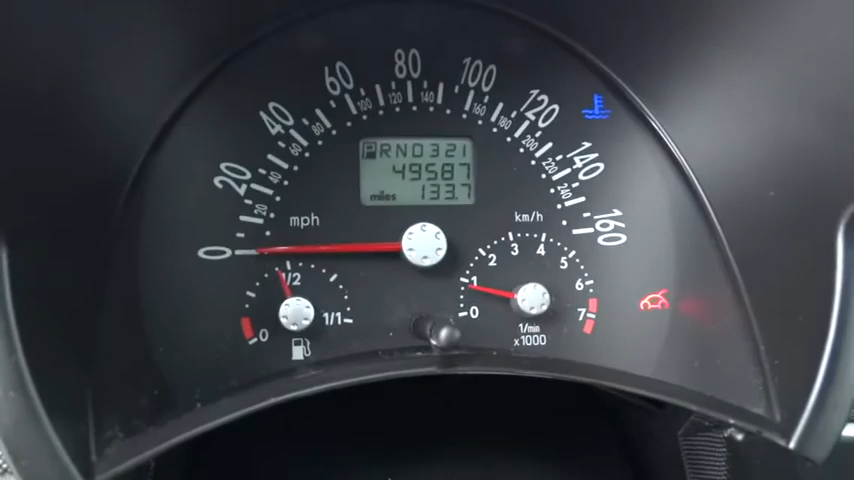 0 20 40 60 80 100 120 140 160
20 40 60 80 100 120 140 160 180 200 220 240
PRND321
49587
miles 133.7
mph
km/h
0 1/2 1/1
0 1 2 3 4 5 6 7
1/min
x1000